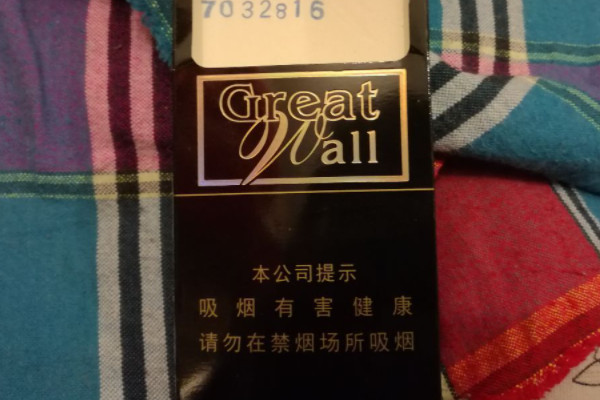 7032816
Great
Wall
本公司提示
吸烟有害健康
请勿在禁烟场所吸烟